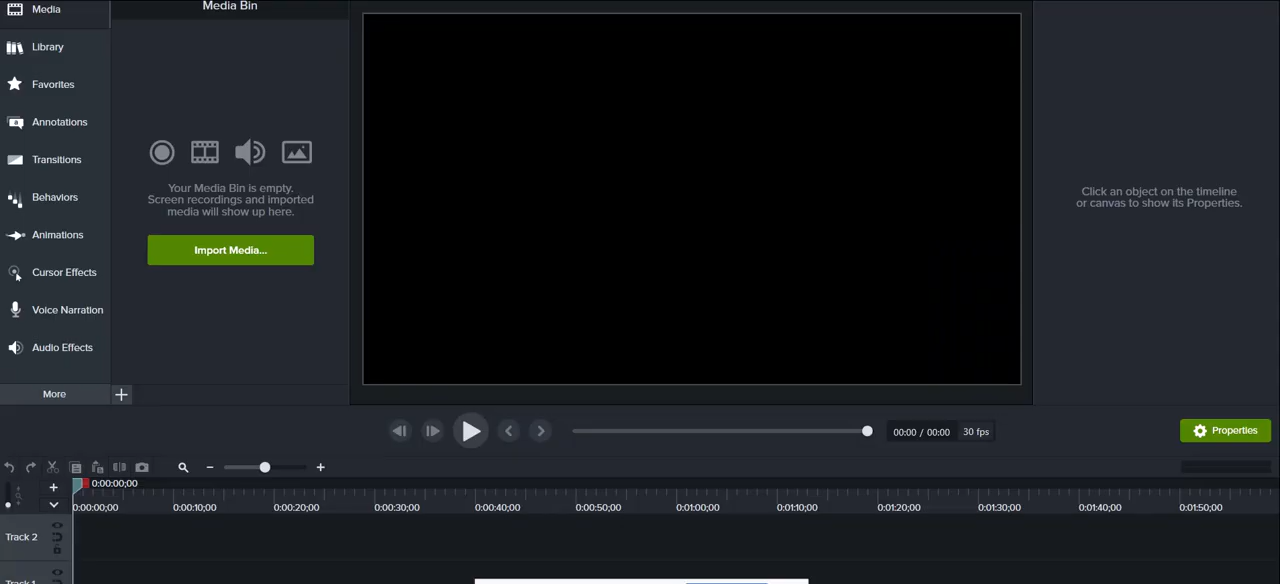 Media
Media Bin
Library
Favorites
Annotations
Transitions
Behaviors
Animations
Cursor Effects
Voice Narration
Audio Effects
More
Your Media Bin is empty.
Screen recordings and imported
media will show up here.
Import Media...
Click an object on the timeline
or canvas to show its Properties.
00:00 / 00:00
30 fps
Properties
0:00:00;00
0:00:00;00 0:00:10;00 0:00:20;00 0:00:30;00 0:00:40;00 0:00:50;00 0:01:00;00 0:01:10;00 0:01:20;00 0:01:30;00 0:01:40;00 0:01:50;00
Track 2
Track 1